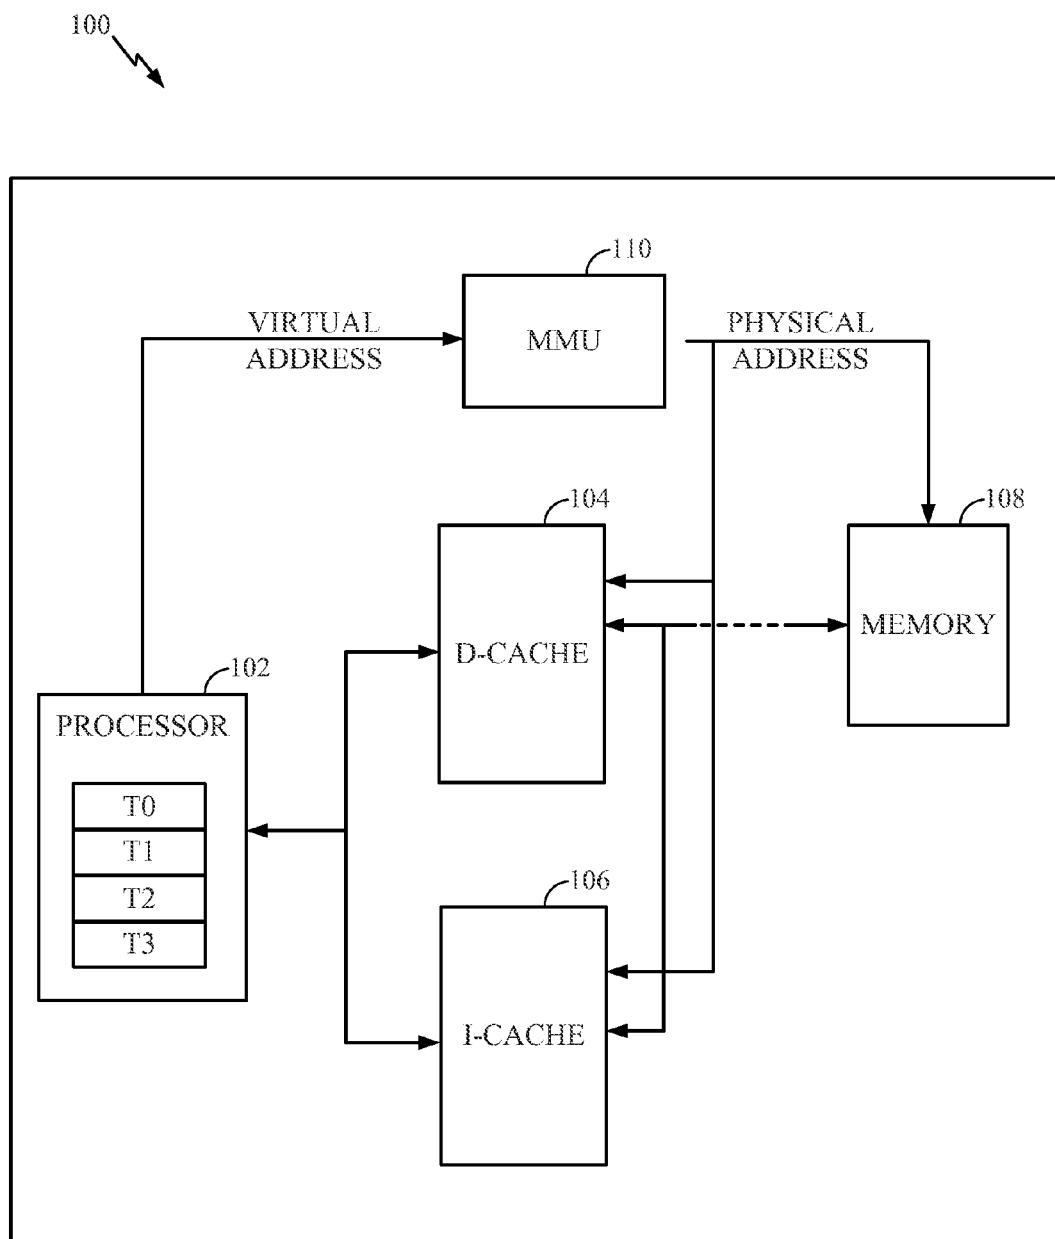 100
110
VIRTUAL
ADDRESS
MMU
PHYSICAL
ADDRESS
104
108
D-CACHE
MEMORY
102
PROCESSOR
T0
T1
T2
T3
106
I-CACHE